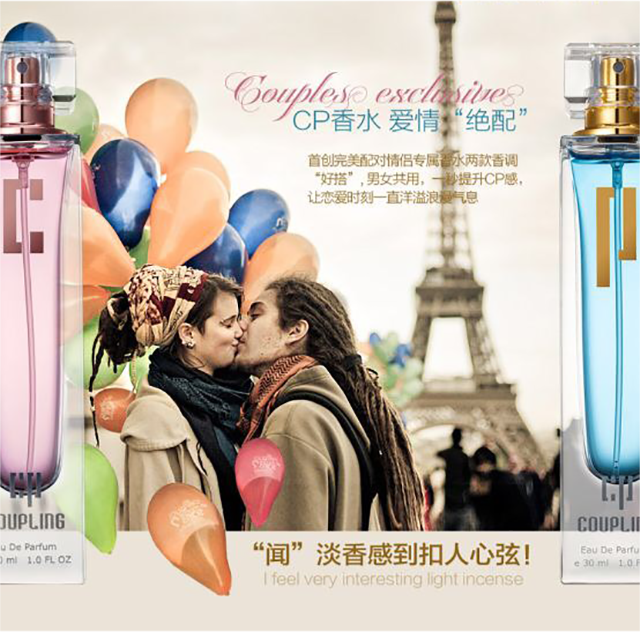 Couples exclusive
CP香水 爱情“绝配”
首创完美配对情侣专属香水两款香调
“好搭”，男女共用，一秒提升CP感，
让恋爱时刻一直洋溢浪漫气息
C
P
COUPLING
Eau De Parfum
1.0 FL OZ
COUPLING
Eau De Parfum
e 30 ml 1.0
“闻”淡香感到扣人心弦！
I feel very interesting light incense